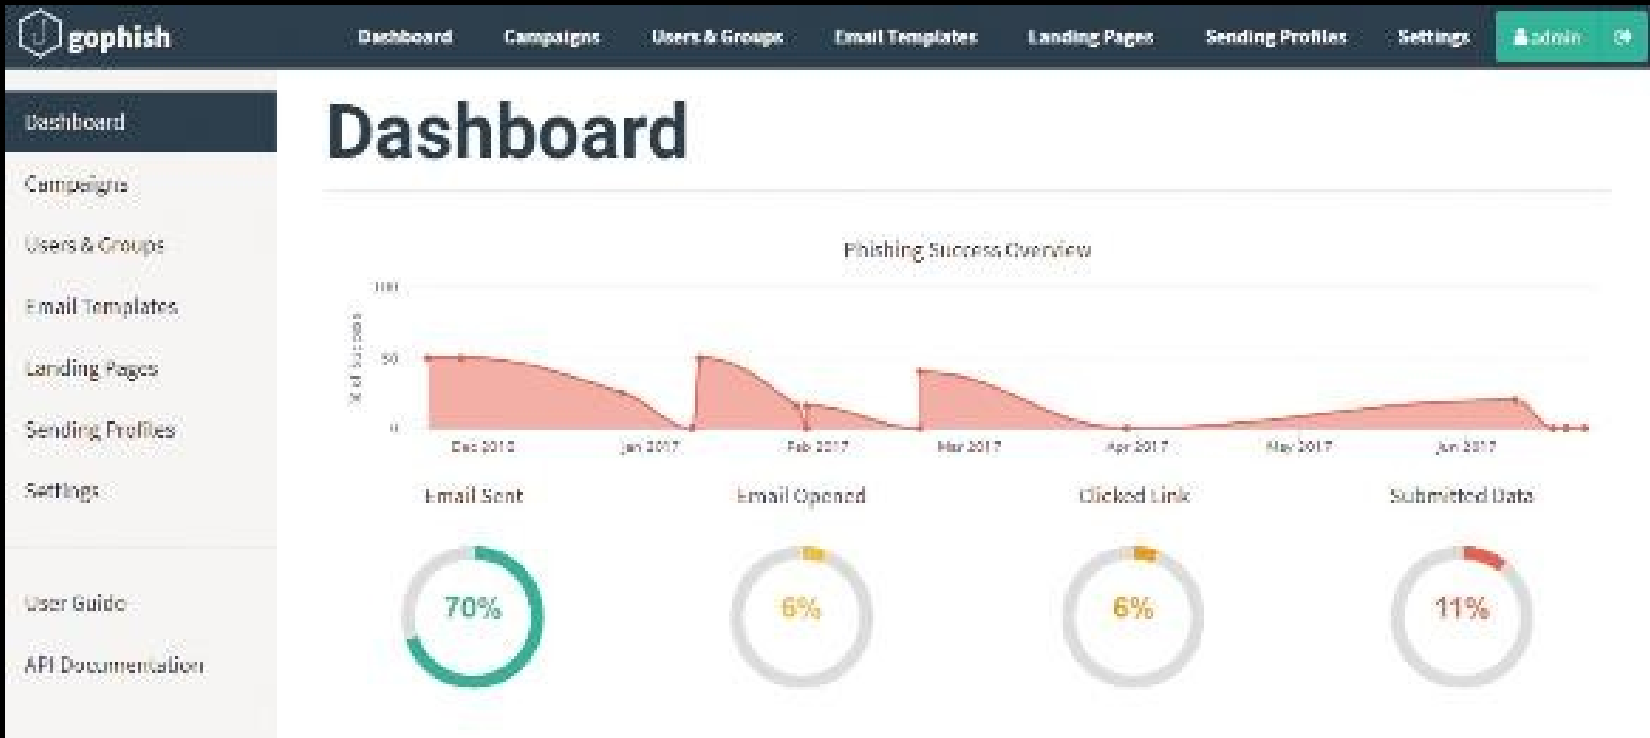 gophish
Dashboard Campaigns Users & Groups Email Templates Landing Pages Sending Profiles Settings admin
Dashboard
Campaigns
Users & Groups
Email Templates
Landing Pages
Sending Profiles
Settings
User Guide
API Documentation
Dashboard
Phishing Success Overview
% of Success
100
50
0
Dec 2016 Jan 2017 Feb 2017 Mar 2017 Apr 2017 May 2017 Jun 2017
Email Sent Email Opened Clicked Link Submitted Data
70% 6% 6% 11%